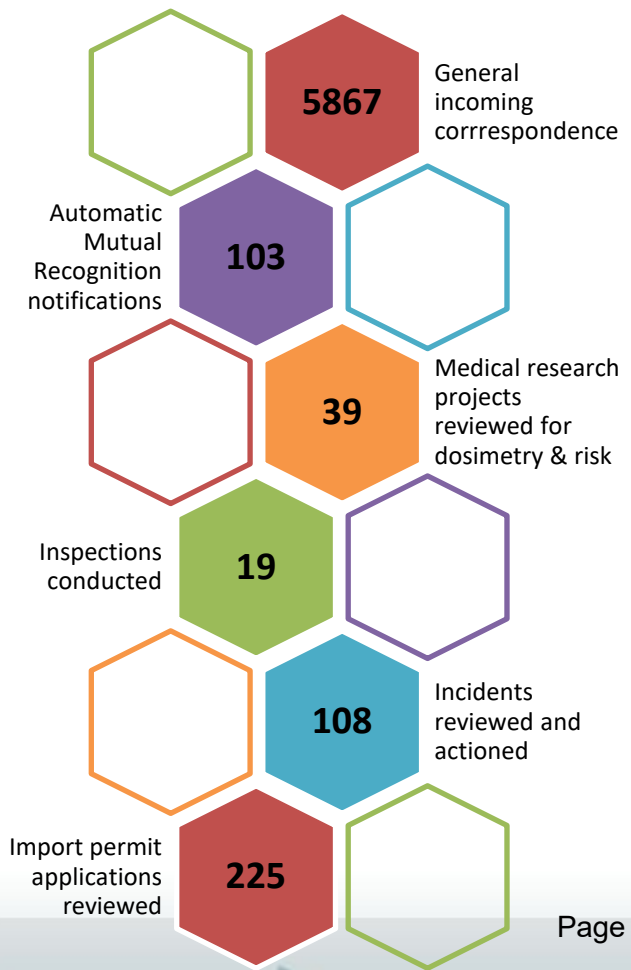 5867
General
incoming
corrrespondence
Automatic
Mutual
Recognition
notifications
103
39
Medical research
projects
reviewed for
dosimetry & risk
Inspections
conducted
19
108
Incidents
reviewed and
actioned
Import permit
applications
reviewed
225
Page